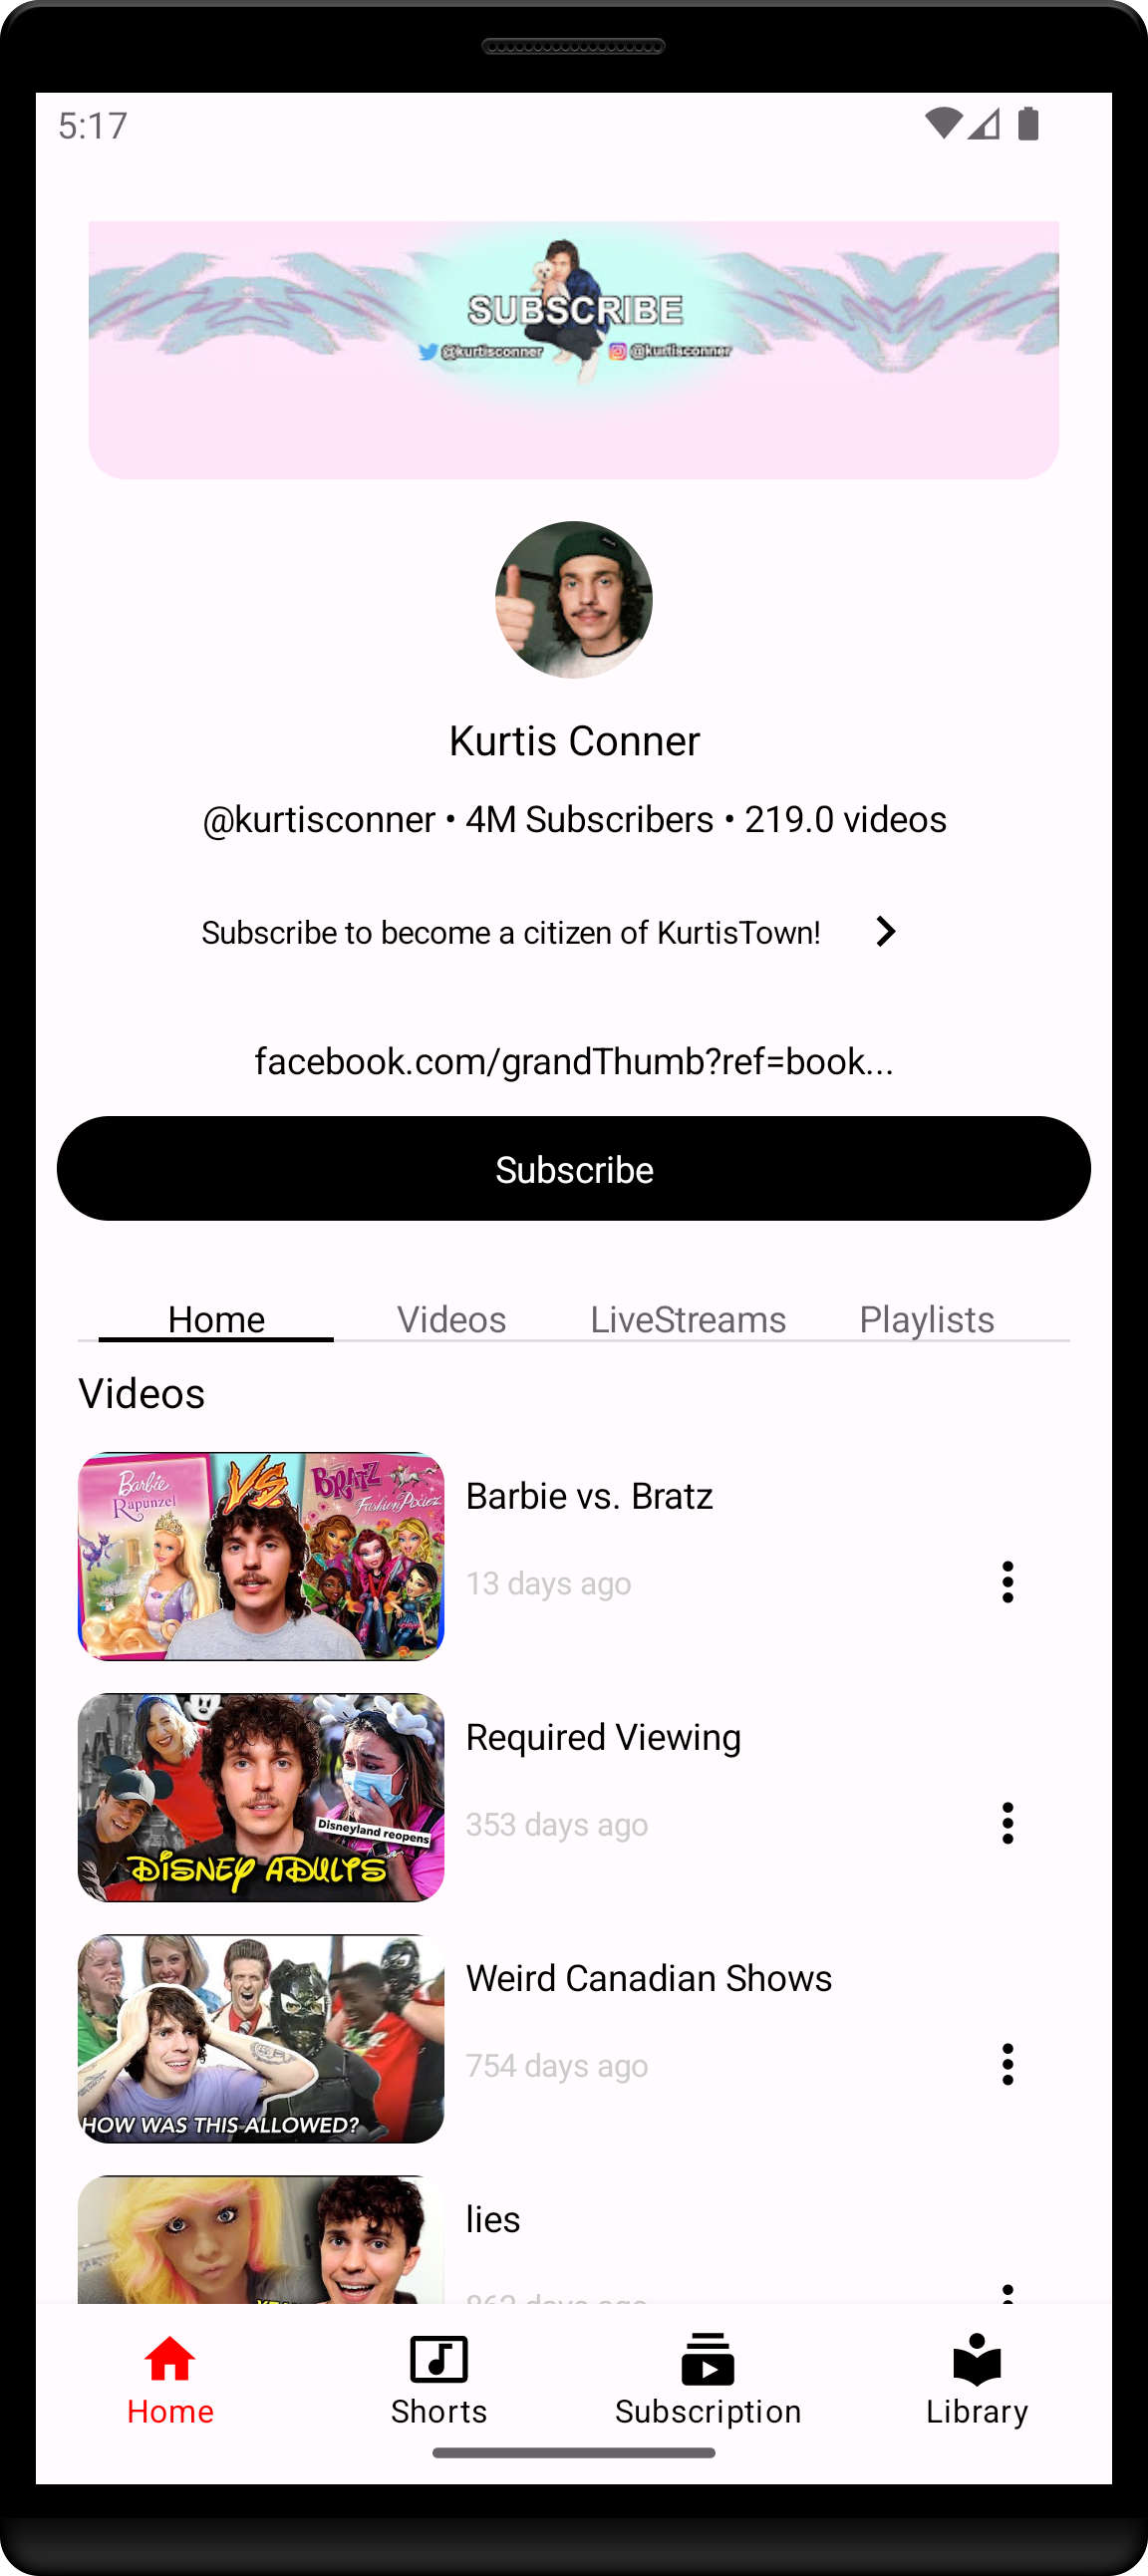 5:17
SUBSCRIBE
@kurtisconner @kurtisconner
Kurtis Conner
@kurtisconner • 4M Subscribers • 219.0 videos
Subscribe to become a citizen of KurtisTown!
facebook.com/grandThumb?ref=book...
Subscribe
Home Videos LiveStreams Playlists
Videos
Barbie
Rapunzel
VS.
BRATZ
Fashion Pixiez
Barbie vs. Bratz
13 days ago
Disneyland reopens
DISNEY ADULTS
Required Viewing
353 days ago
HOW WAS THIS ALLOWED?
Weird Canadian Shows
754 days ago
lies
Home Shorts Subscription Library